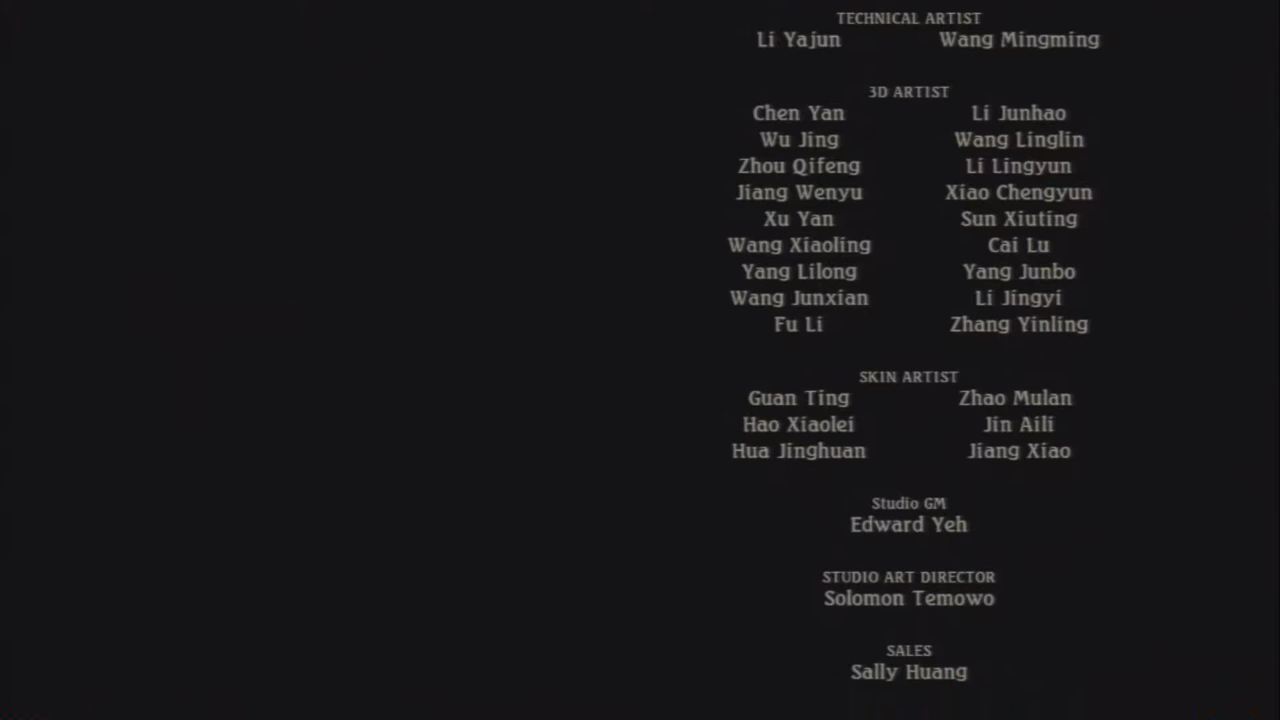 TECHNICAL ARTIST
Li Yajun Wang Mingming
3D ARTIST
Chen Yan Li Junhao
Wu Jing Wang Linglin
Zhou Qifeng Li Lingyun
Jiang Wenyu Xiao Chengyun
Xu Yan Sun Xiuting
Wang Xiaoling Cai Lu
Yang Lilong Yang Junbo
Wang Junxian Li Jingyi
Fu Li Zhang Yinling
SKIN ARTIST
Guan Ting Zhao Mulan
Hao Xiaolei Jin Aili
Hua Jinghuan Jiang Xiao
Studio GM
Edward Yeh
STUDIO ART DIRECTOR
Solomon Temowo
SALES
Sally Huang